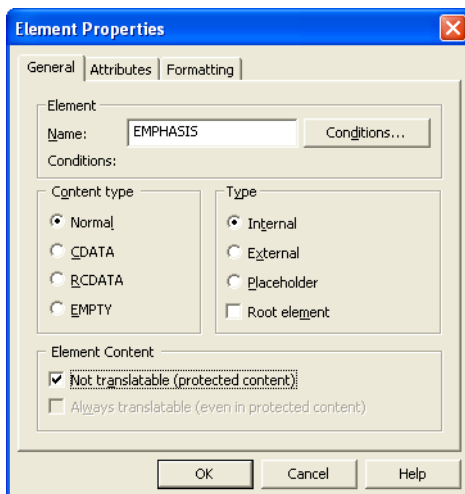 Element Properties
General Attributes Formatting
Element
Name: EMPHASIS Conditions...
Conditions:
Content type
Normal
CDATA
RCDATA
EMPTY
Type
Internal
External
Placeholder
Root element
Element Content
Not translatable (protected content)
Always translatable (even in protected content)
OK Cancel Help